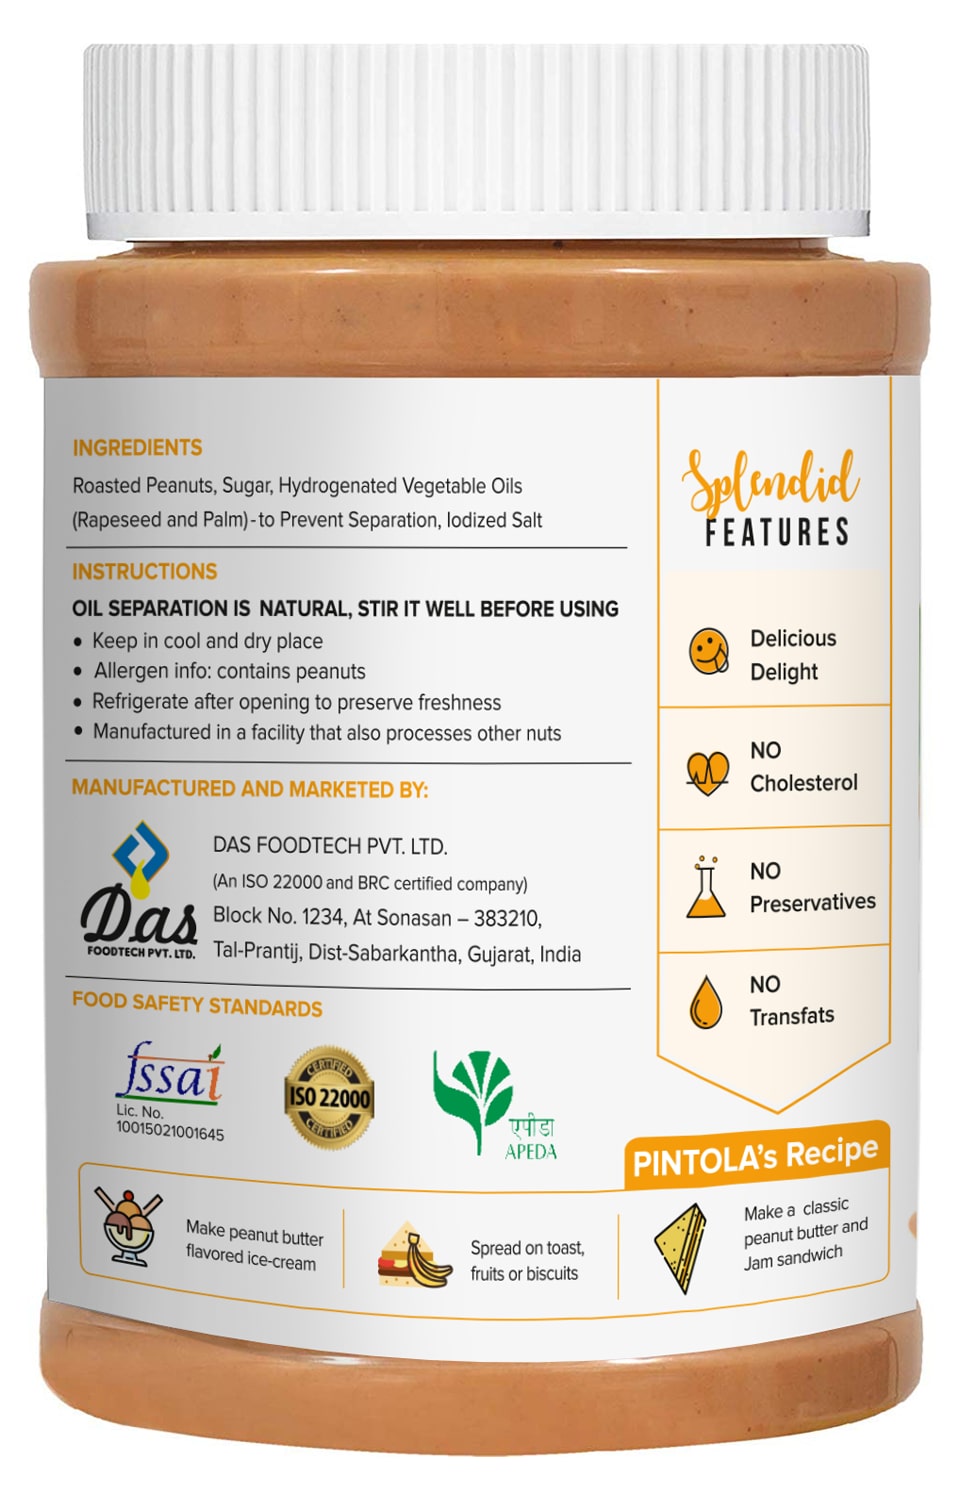 INGREDIENTS
Roasted Peanuts, Sugar, Hydrogenated Vegetable Oils
(Rapeseed and Palm)-to Prevent Separation, Iodized Salt
INSTRUCTIONS
OIL SEPARATION IS NATURAL, STIR IT WELL BEFORE USING
• Keep in cool and dry place
• Allergen info: contains peanuts
• Refrigerate after opening to preserve freshness
• Manufactured in a facility that also processes other nuts
MANUFACTURED AND MARKETED BY:
Das
FOODTECH PVT. LTD.
DAS FOODTECH PVT. LTD.
(An ISO 22000 and BRC certified company)
Block No. 1234, At Sonasan – 383210,
Tal-Prantij, Dist-Sabarkantha, Gujarat, India
FOOD SAFETY STANDARDS
fssai
Lic. No.
10015021001645
CERTIFIED
ISO 22000
CERTIFIED
एपीडा
APEDA
Splendid
FEATURES
Delicious
Delight
NO
Cholesterol
NO
Preservatives
NO
Transfats
PINTOLA's Recipe
Make peanut butter
flavored ice-cream
Spread on toast,
fruits or biscuits
Make a classic
peanut butter and
Jam sandwich